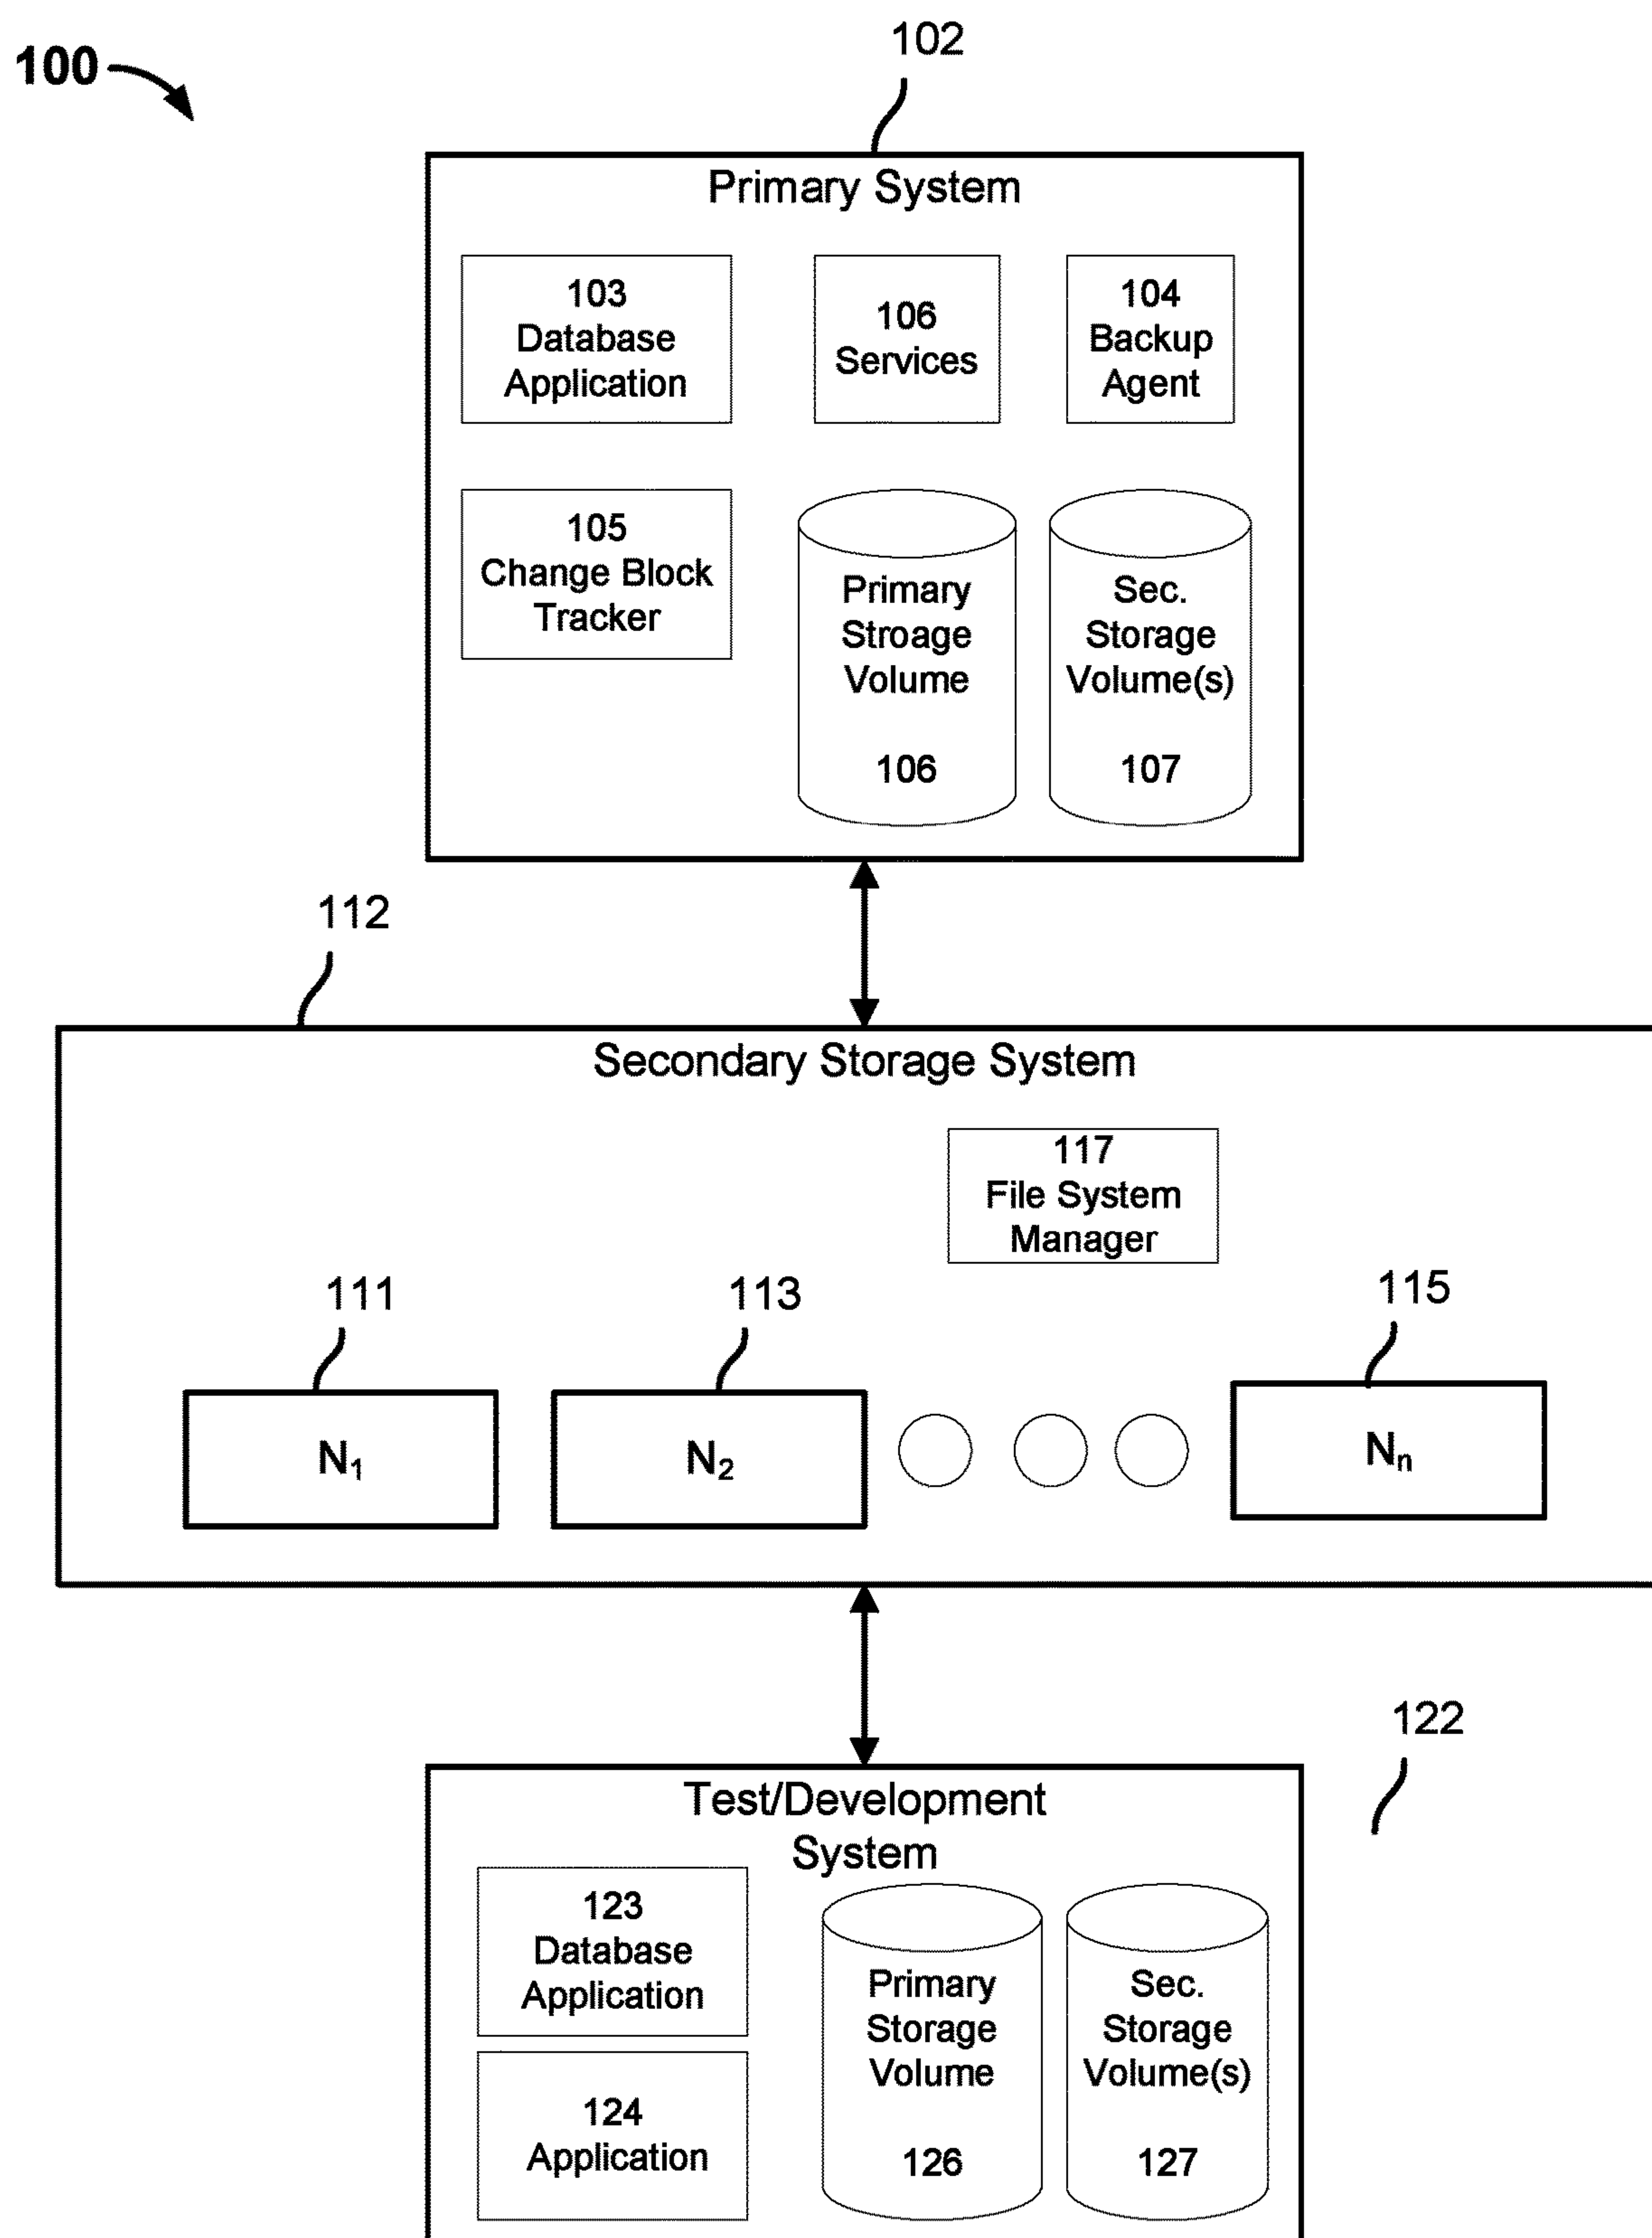 100
102
Primary System
103
Database
Application
106
Services
104
Backup
Agent
105
Change Block
Tracker
Primary
Stroage
Volume
106
Sec.
Storage
Volume(s)
107
112
Secondary Storage System
117
File System
Manager
111
113
115
N₁
N₂
Nₙ
122
Test/Development
System
123
Database
Application
124
Application
Primary
Storage
Volume
126
Sec.
Storage
Volume(s)
127